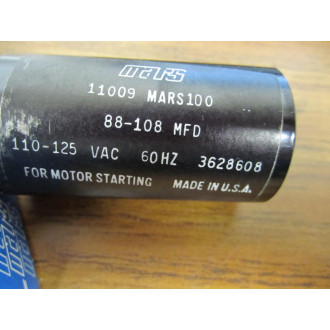 mars
11009 MARS100
88-108 MFD
110-125 VAC 60HZ 3628608
FOR MOTOR STARTING MADE IN U.S.A.